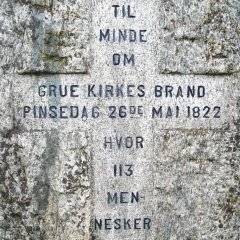 TIL
MINDE
OM
GRUE KIRKES BRAND
PINSEDAG 26DE MAI 1822
HVOR
113
MEN-
NESKER